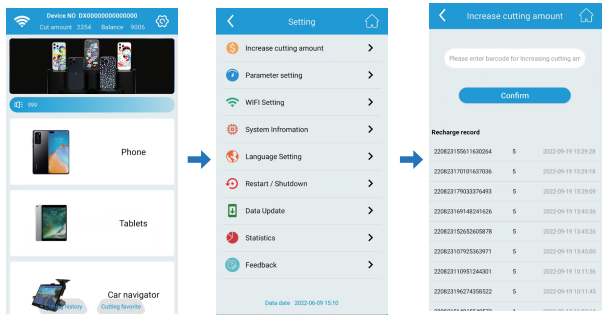 Device NO DX00000000000000
Cut amount 2354 Balance 9006
999
Phone
Tablets
Car navigator
history
Cutting favorite
Setting
Increase cutting amount
Parameter setting
WIFI Setting
System Infromation
Language Setting
Restart / Shutdown
Data Update
Statistics
Feedback
Data date 2022-06-09 15:10
Increase cutting amount
Please enter barcode for Increasing cutting am
Confirm
Recharge record
220823155611630264 5 2022-09-19 15:29:28
220823170101637036 5 2022-09-19 15:29:18
220823179033376493 5 2022-09-19 15:29:09
220823169148241626 5 2022-09-19 13:45:36
220823152652605878 5 2022-09-19 13:43:26
220823107925363971 5 2022-09-19 13:43:00
220823110951244301 5 2022-09-19 10:11:56
220823196274358522 5 2022-09-19 10:11:45